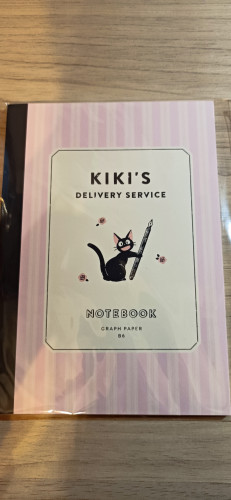 KIKI'S
DELIVERY SERVICE
NOTEBOOK
GRAPH PAPER
B6